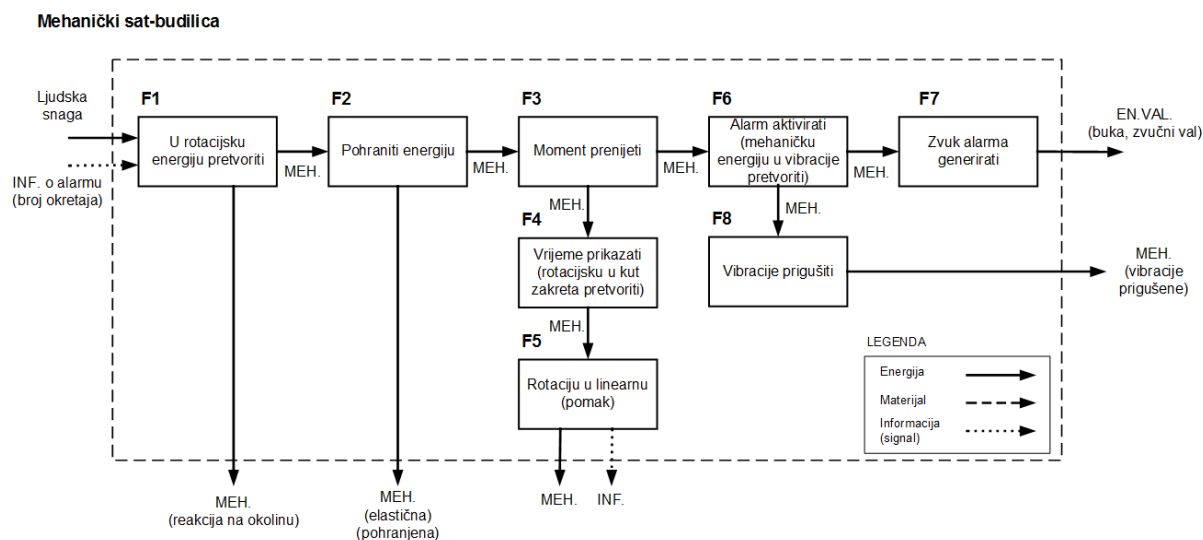 Mehanički sat-budilica
Ljudska
snaga
INF. o alarmu
(broj okretaja)
F1
U rotacijsku
energiju pretvoriti
MEH.
F2
Pohraniti energiju
MEH.
F3
Moment prenijeti
MEH.
F6
Alarm aktivirati
(mehaničku
energiju u vibracije
pretvoriti)
MEH.
F7
Zvuk alarma
generirati
EN.VAL.
(buka, zvučni val)
MEH.
F4
Vrijeme prikazati
(rotacijsku u kut
zakreta pretvoriti)
MEH.
F8
Vibracije prigušiti
MEH.
(vibracije
prigušene)
MEH.
F5
Rotaciju u linearnu
(pomak)
LEGENDA
Energija
Materijal
Informacija
(signal)
MEH.
(reakcija na okolinu)
MEH.
(elastična)
(pohranjena)
MEH.
INF.